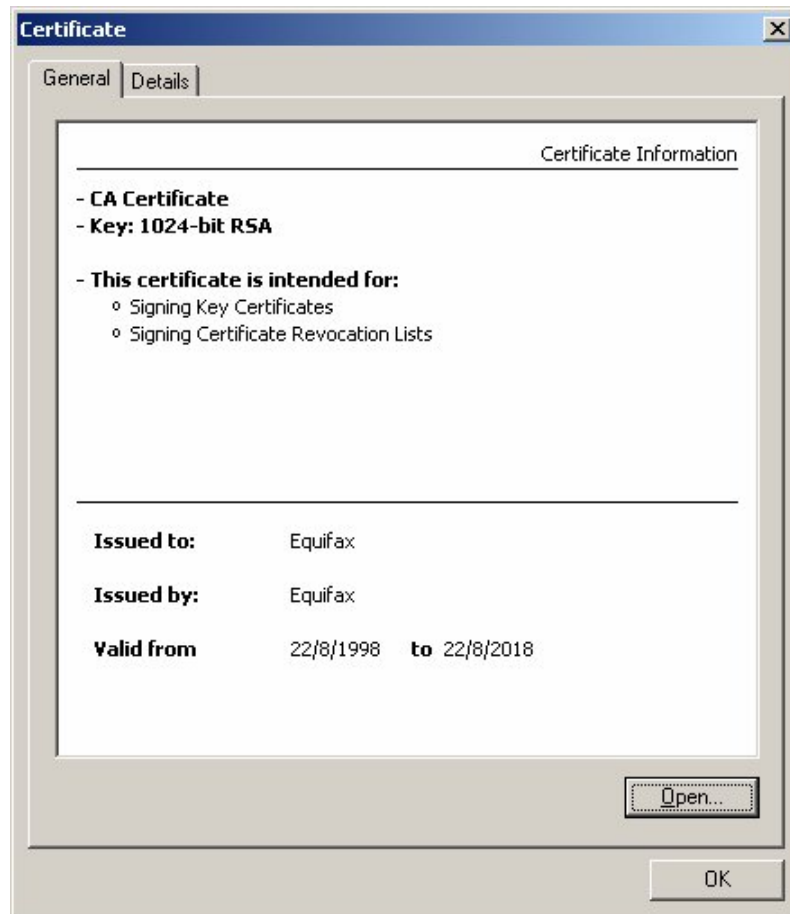 Certificate
General Details
Certificate Information
- CA Certificate
- Key: 1024-bit RSA
- This certificate is intended for:
Signing Key Certificates
Signing Certificate Revocation Lists
Issued to: Equifax
Issued by: Equifax
Valid from 22/8/1998 to 22/8/2018
Open...
OK